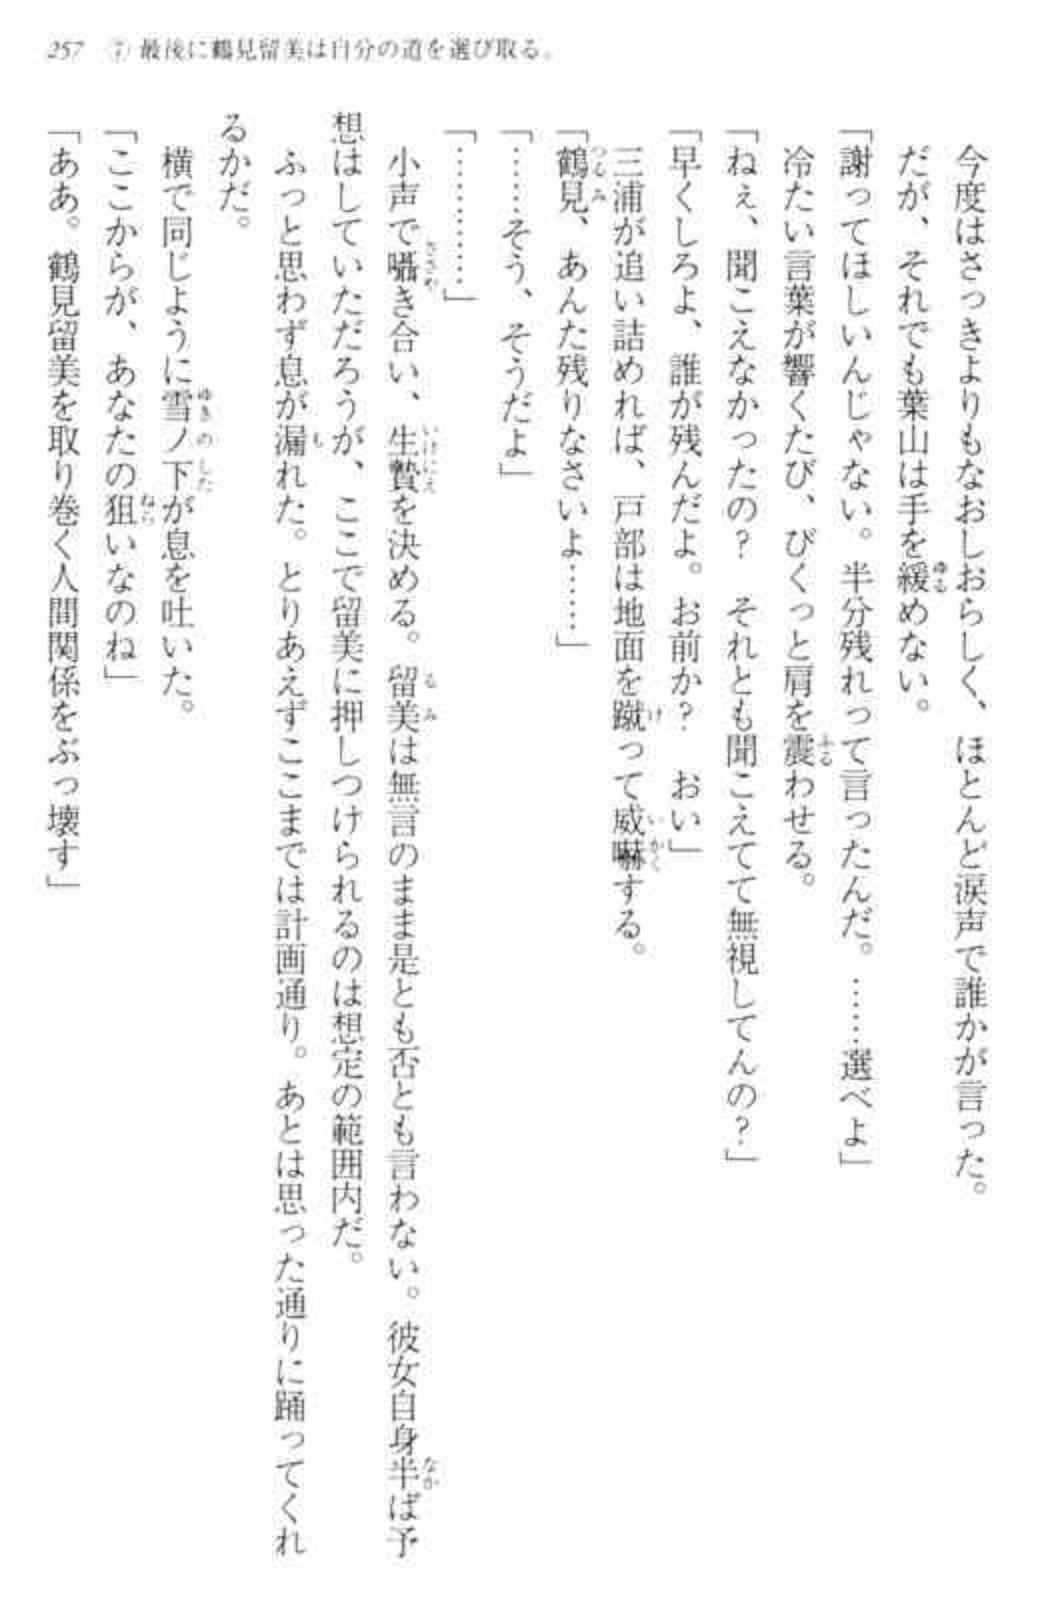 257 ⑦ 最後に鶴見留美は自分の道を選び取る。
今度はさっきよりもなおしおらしく、ほとんど涙声で誰かが言った。
だが、それでも葉山は手を緩めない。
「謝ってほしいんじゃない。半分残れって言ったんだ。……選べよ」
冷たい言葉が響くたび、びくっと肩を震わせる。
「ねぇ、聞こえなかったの? それとも聞こえてて無視してんの?」
「早くしろよ、誰が残んだよ。お前か? おい」
三浦が追い詰めれば、戸部は地面を蹴って威嚇する。
「鶴見、あんた残りなさいよ……」
「……そう、そうだよ」
「…………」
小声で囁き合い、生贄を決める。留美は無言のまま是とも否とも言わない。彼女自身半ば予
想はしていただろうが、ここで留美に押しつけられるのは想定の範囲内だ。
ふっと思わず息が漏れた。とりあえずここまでは計画通り。あとは思った通りに踊ってくれ
るかだ。
横で同じように雪ノ下が息を吐いた。
「ここからが、あなたの狙いなのね」
「ああ。鶴見留美を取り巻く人間関係をぶっ壊す」